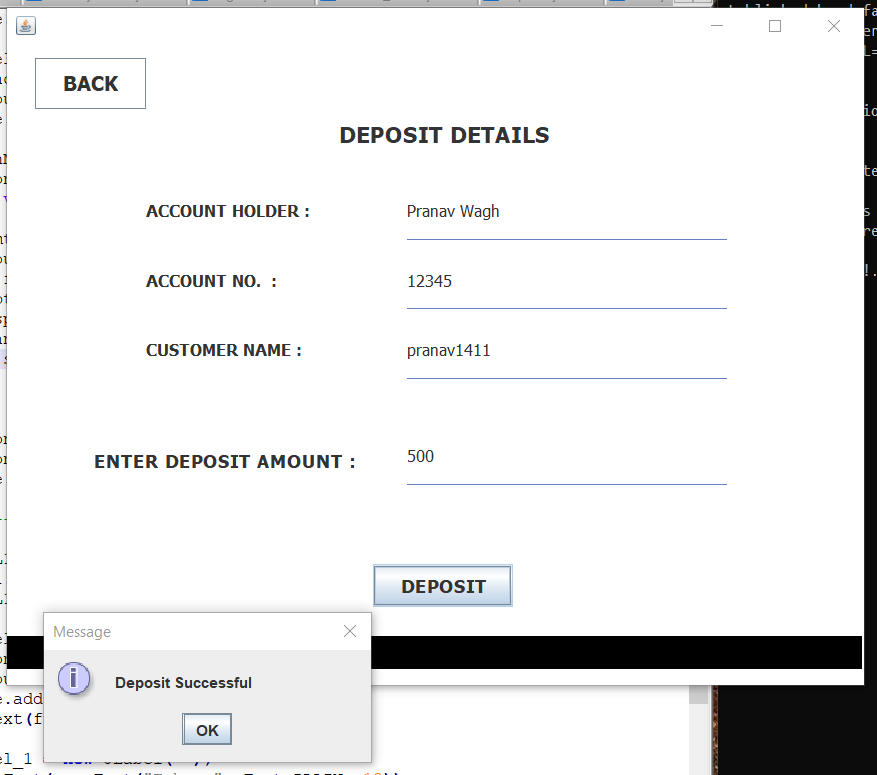 BACK
DEPOSIT DETAILS
ACCOUNT HOLDER : Pranav Wagh
ACCOUNT NO. : 12345
CUSTOMER NAME : pranav1411
ENTER DEPOSIT AMOUNT : 500
DEPOSIT
Message
Deposit Successful
OK